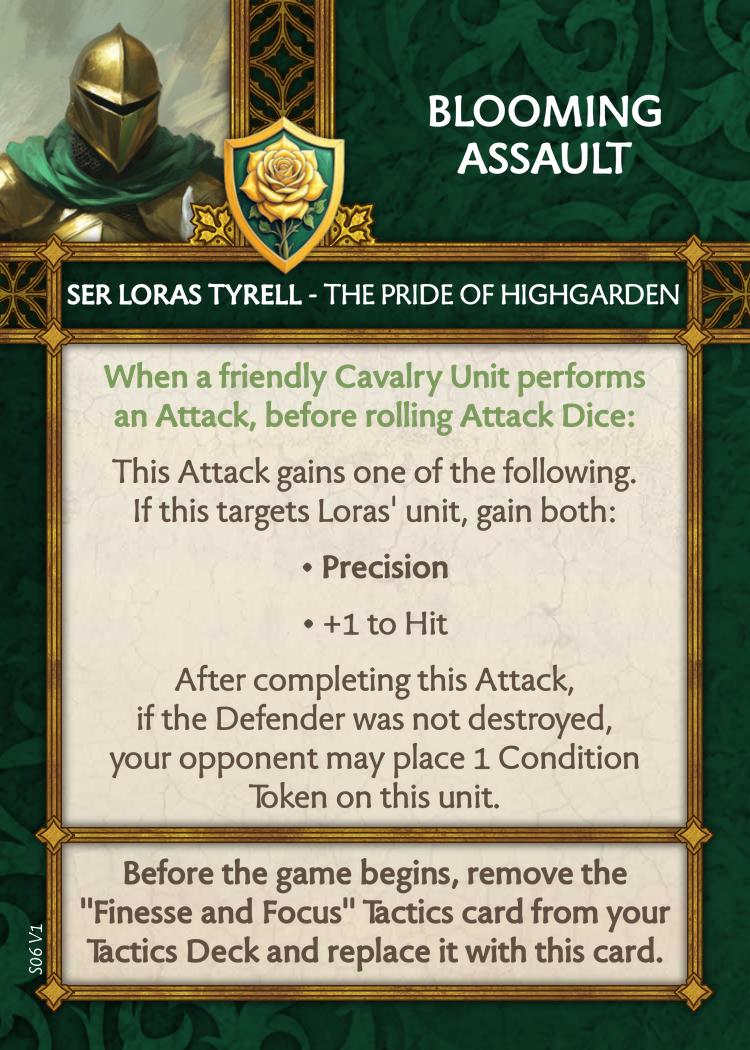 BLOOMING
ASSAULT
SER LORAS TYRELL - THE PRIDE OF HIGHGARDEN
When a friendly Cavalry Unit performs
an Attack, before rolling Attack Dice:
This Attack gains one of the following.
If this targets Loras' unit, gain both:
• Precision
• +1 to Hit
After completing this Attack,
if the Defender was not destroyed,
your opponent may place 1 Condition
Token on this unit.
Before the game begins, remove the
"Finesse and Focus" Tactics card from your
Tactics Deck and replace it with this card.
S06 V1